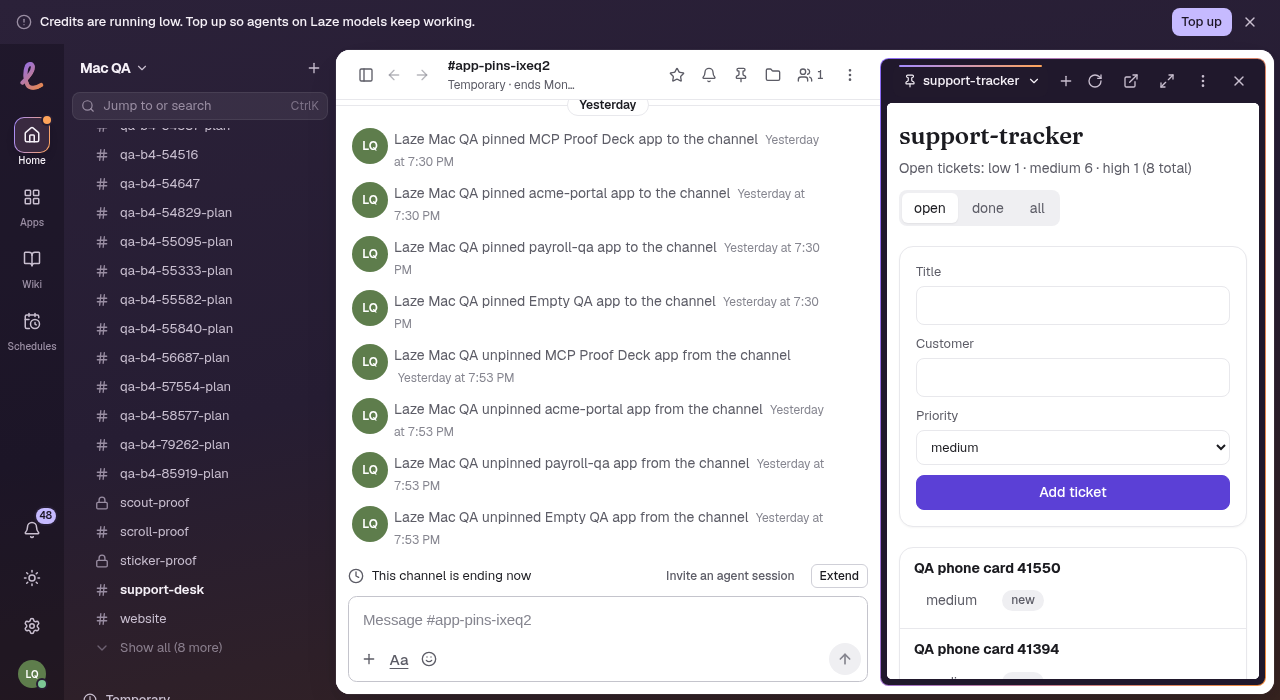 Credits are running low. Top up so agents on Laze models keep working.
Top up
Mac QA
Jump to or search
CtrlK
Home
Apps
Wiki
Schedules
48
LQ
qa-b4-54516
qa-b4-54647
qa-b4-54829-plan
qa-b4-55095-plan
qa-b4-55333-plan
qa-b4-55582-plan
qa-b4-55840-plan
qa-b4-56687-plan
qa-b4-57554-plan
qa-b4-58577-plan
qa-b4-79262-plan
qa-b4-85919-plan
scout-proof
scroll-proof
sticker-proof
support-desk
website
Show all (8 more)
Temporary
#app-pins-ixeq2
Temporary · ends Mon…
1
Yesterday
LQ
Laze Mac QA pinned MCP Proof Deck app to the channel Yesterday
at 7:30 PM
LQ
Laze Mac QA pinned acme-portal app to the channel Yesterday at
7:30 PM
LQ
Laze Mac QA pinned payroll-qa app to the channel Yesterday at 7:30
PM
LQ
Laze Mac QA pinned Empty QA app to the channel Yesterday at 7:30
PM
LQ
Laze Mac QA unpinned MCP Proof Deck app from the channel
Yesterday at 7:53 PM
LQ
Laze Mac QA unpinned acme-portal app from the channel Yesterday
at 7:53 PM
LQ
Laze Mac QA unpinned payroll-qa app from the channel Yesterday at
7:53 PM
LQ
Laze Mac QA unpinned Empty QA app from the channel Yesterday at
7:53 PM
This channel is ending now
Invite an agent session
Extend
Message #app-pins-ixeq2
Aa
support-tracker
support-tracker
Open tickets: low 1 · medium 6 · high 1 (8 total)
open done all
Title
Customer
Priority
medium
Add ticket
QA phone card 41550
medium new
QA phone card 41394